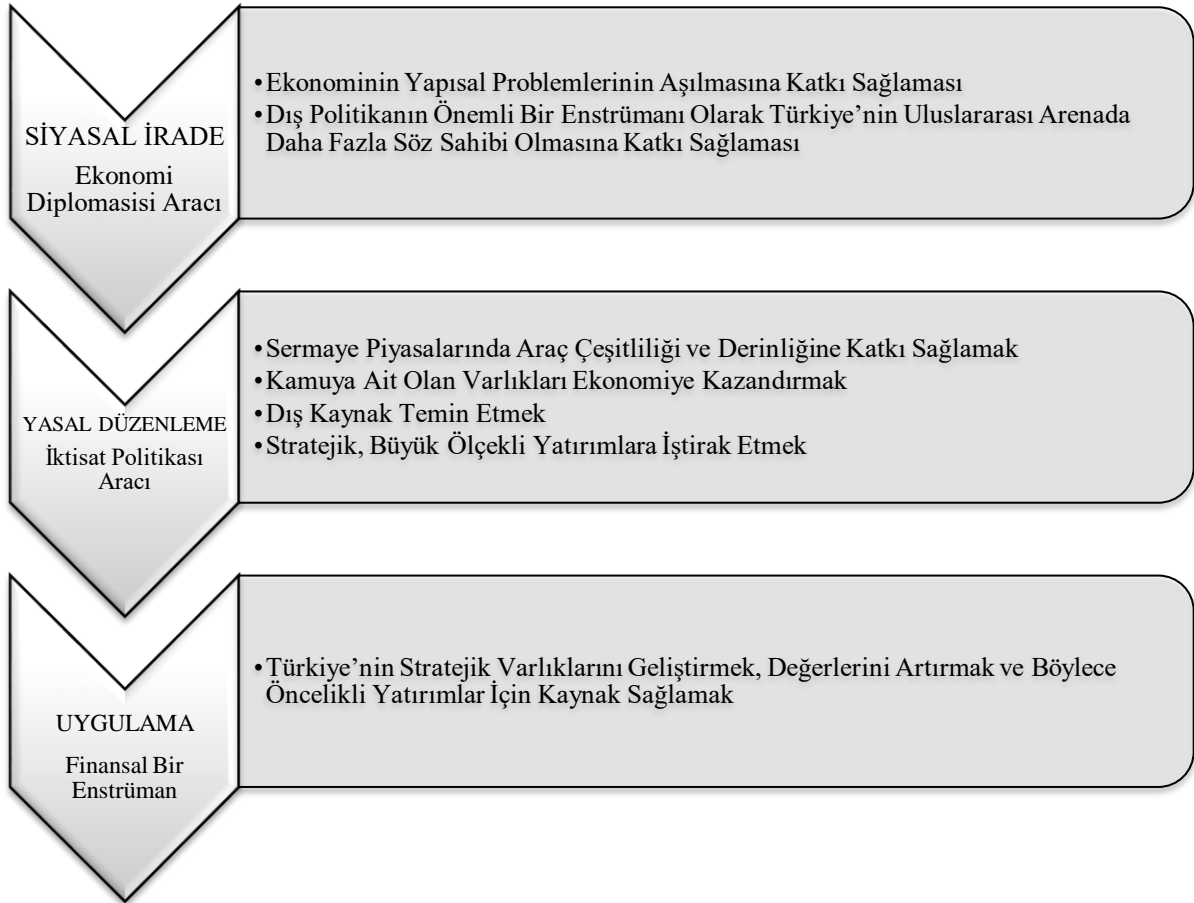 SİYASAL İRADE
Ekonomi
Diplomasisi Aracı
•Ekonominin Yapısal Problemlerinin Aşılmasına Katkı Sağlaması
•Dış Politikanın Önemli Bir Enstrümanı Olarak Türkiye’nin Uluslararası Arenada
Daha Fazla Söz Sahibi Olmasına Katkı Sağlaması
YASAL DÜZENLEME
İktisat Politikası
Aracı
•Sermaye Piyasalarında Araç Çeşitliliği ve Derinliğine Katkı Sağlamak
•Kamuya Ait Olan Varlıkları Ekonomiye Kazandırmak
•Dış Kaynak Temin Etmek
•Stratejik, Büyük Ölçekli Yatırımlara İştirak Etmek
UYGULAMA
Finansal Bir
Enstrüman
•Türkiye’nin Stratejik Varlıklarını Geliştirmek, Değerlerini Artırmak ve Böylece
Öncelikli Yatırımlar İçin Kaynak Sağlamak